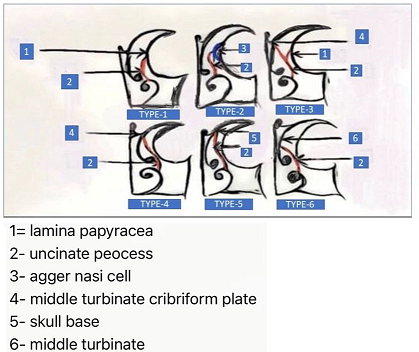 1
3
4
1
2
2
2
TYPE-1
TYPE-2
TYPE-3
4
5
6
2
2
2
TYPE-4
TYPE-5
TYPE-6
1= lamina papyracea
2- uncinate peocess
3- agger nasi cell
4- middle turbinate cribriform plate
5- skull base
6- middle turbinate